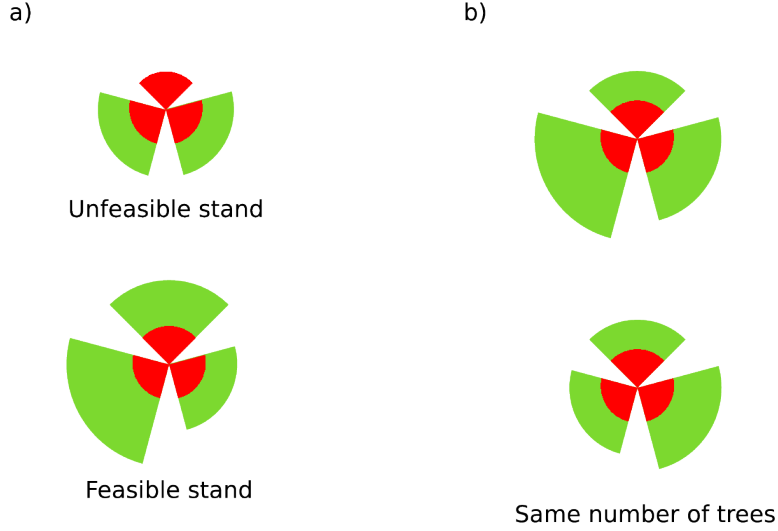 a)
b)
Unfeasible stand
Feasible stand
Same number of trees